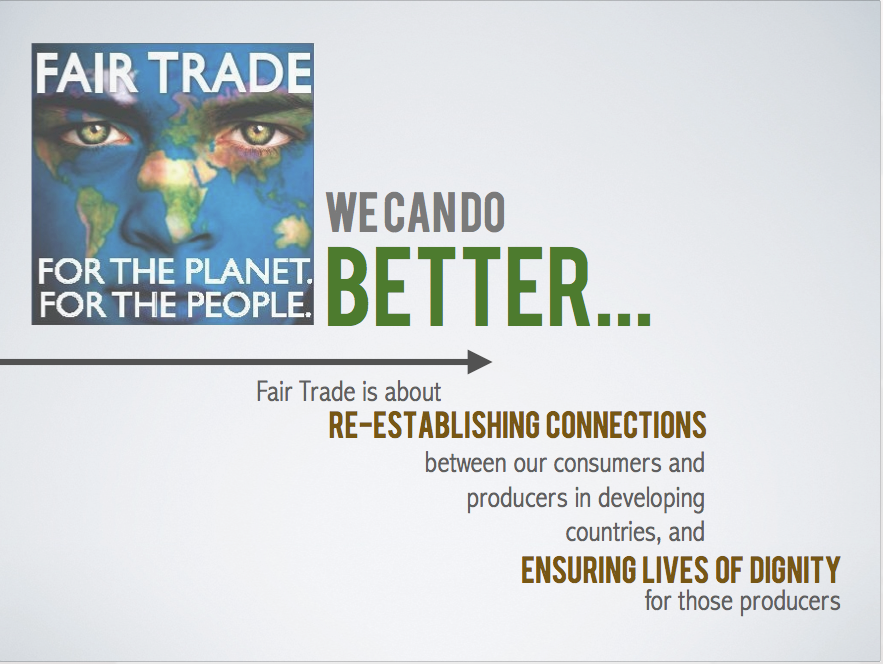 FAIR TRADE
FOR THE PLANET.
FOR THE PEOPLE.
WE CAN DO
BETTER...
Fair Trade is about
RE-ESTABLISHING CONNECTIONS
between our consumers and
producers in developing
countries, and
ENSURING LIVES OF DIGNITY
for those producers